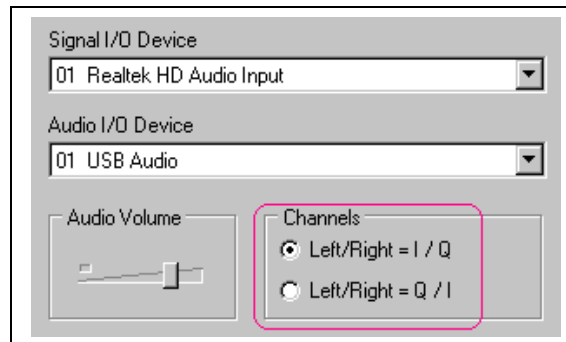 Signal I/O Device
01 Realtek HD Audio Input
Audio I/O Device
01 USB Audio
Audio Volume
Channels
Left/Right = I / Q
Left/Right = Q / I